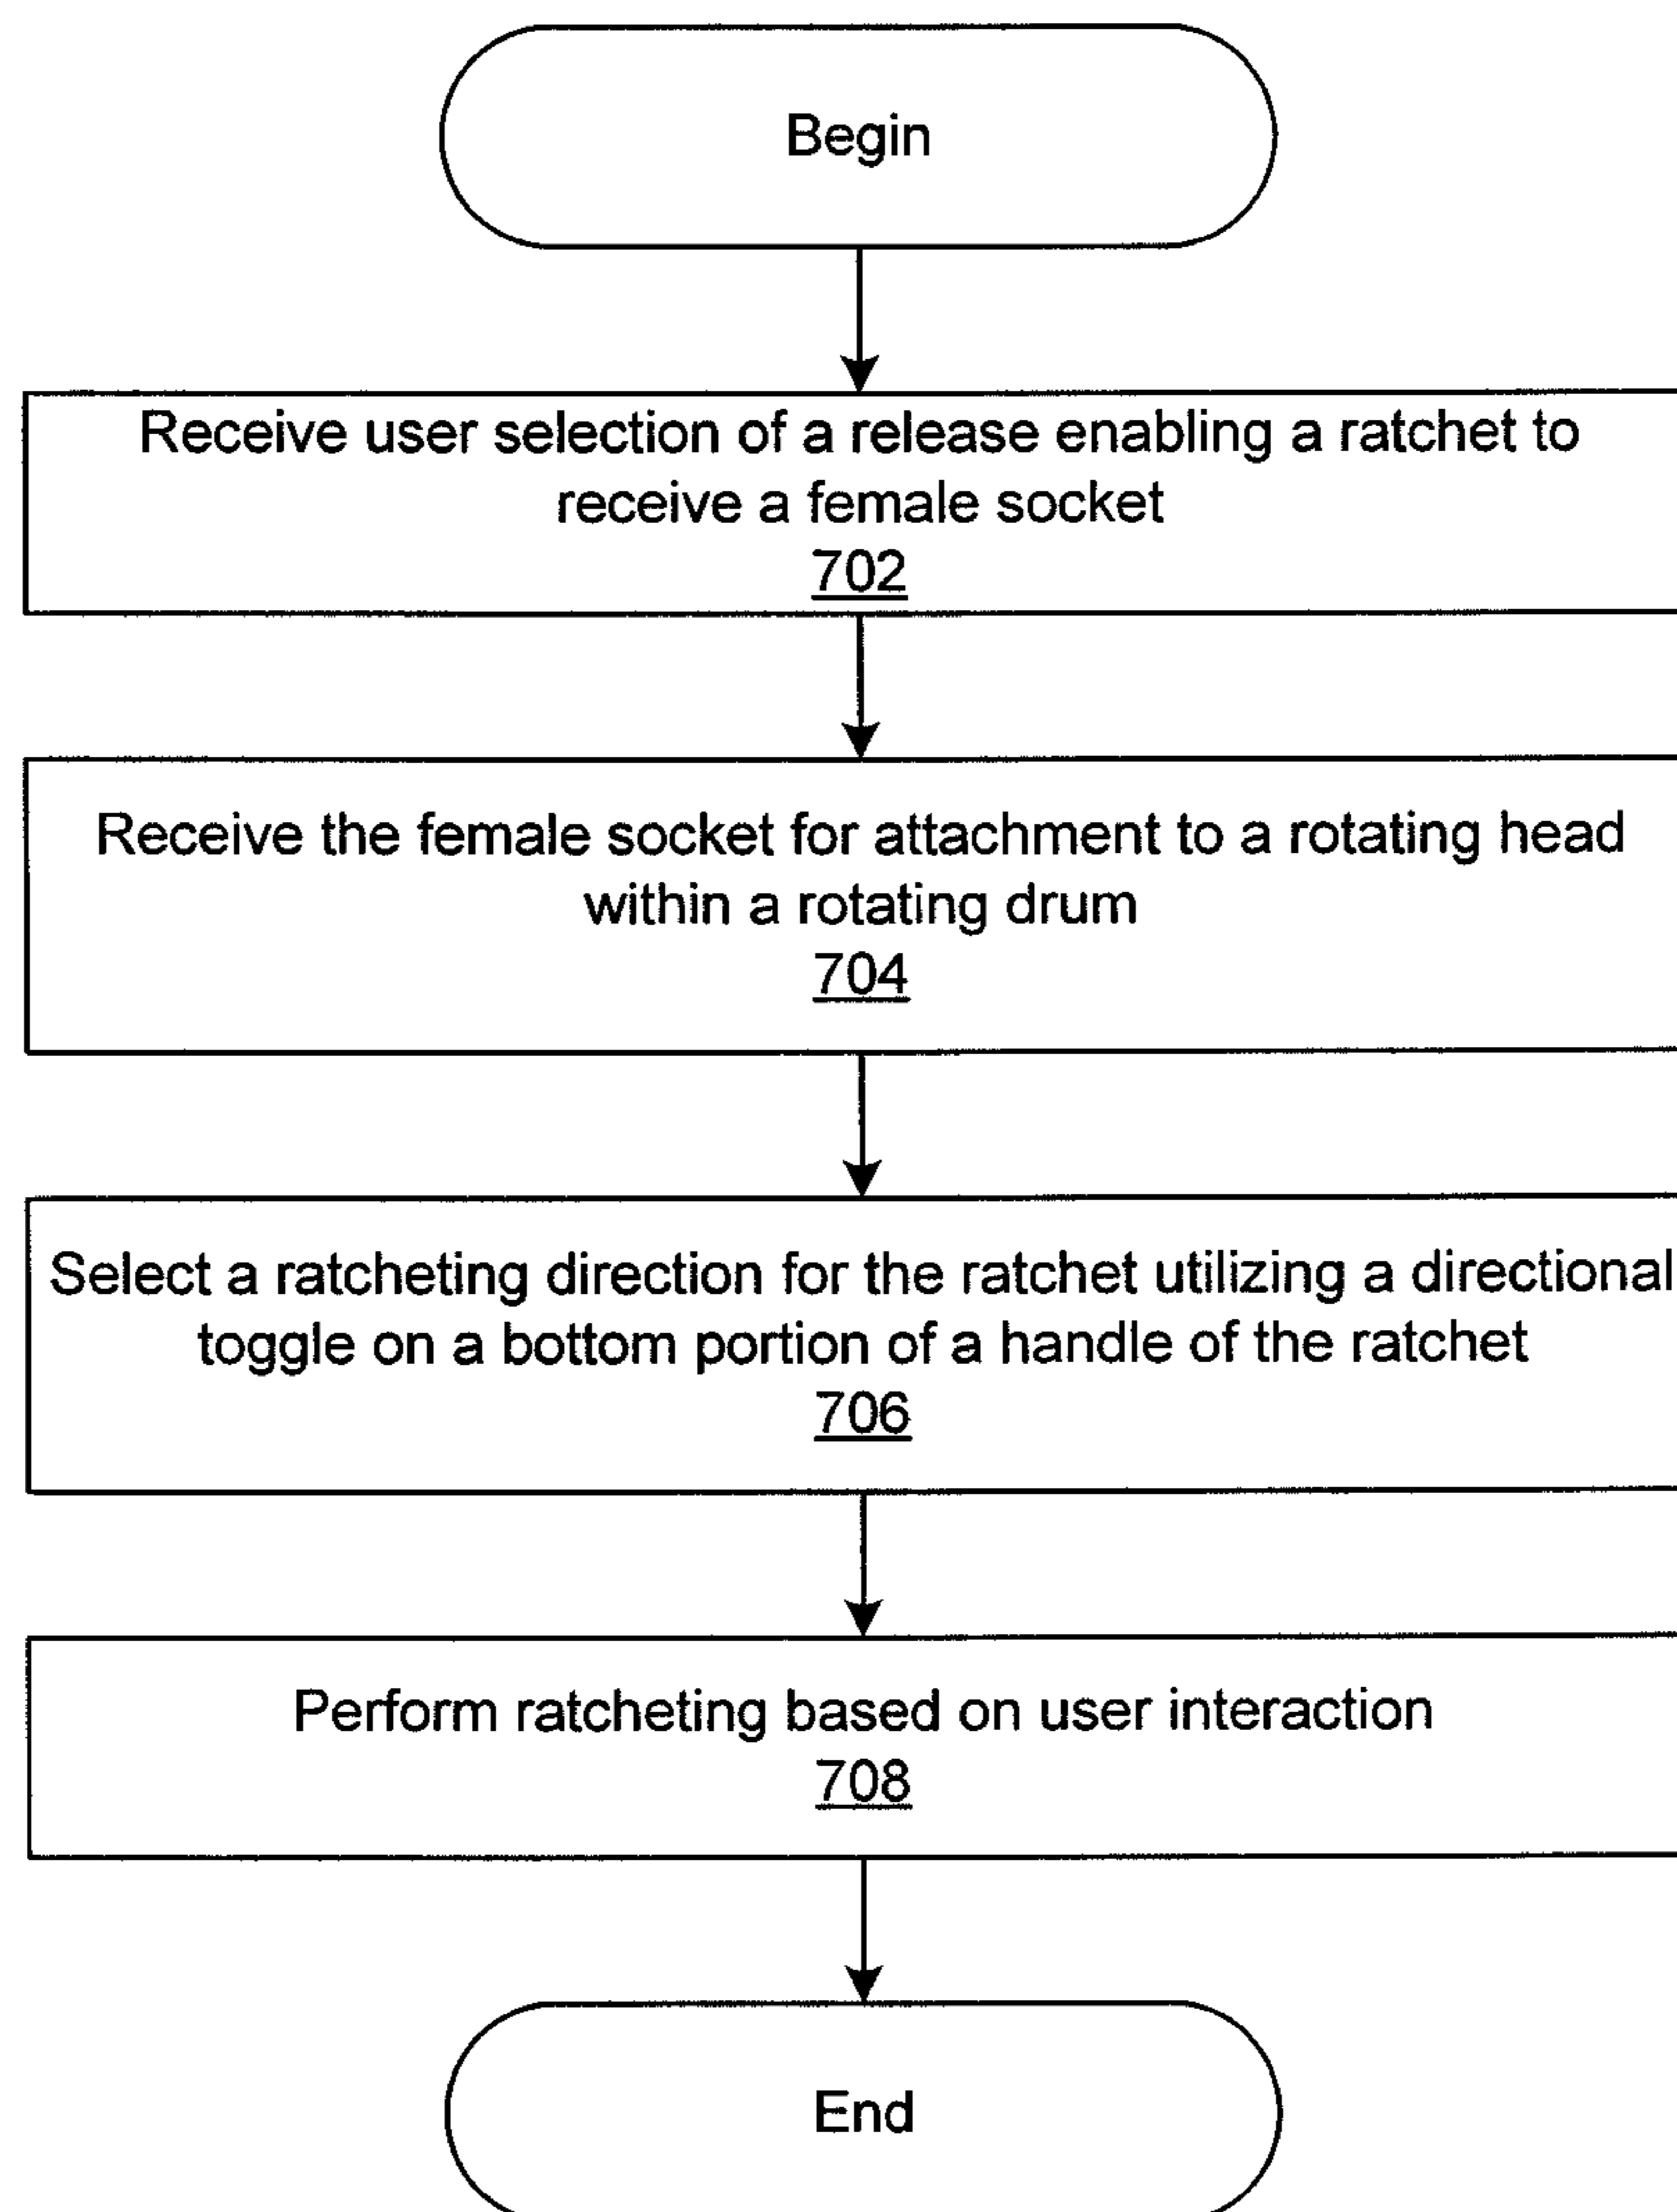 Begin
Receive user selection of a release enabling a ratchet to
receive a female socket
702
Receive the female socket for attachment to a rotating head
within a rotating drum
704
Select a ratcheting direction for the ratchet utilizing a directional
toggle on a bottom portion of a handle of the ratchet
706
Perform ratcheting based on user interaction
708
End